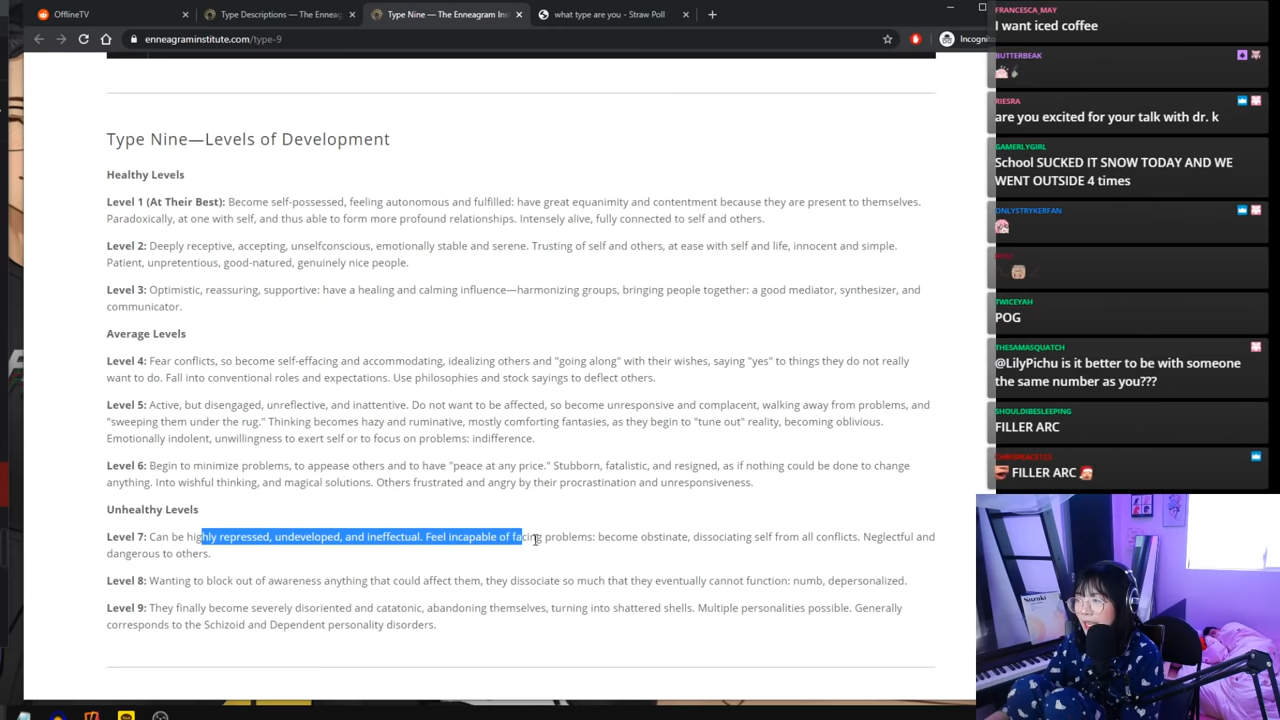 OfflineTV
Type Descriptions — The Enneag
Type Nine — The Enneagram Ins
what type are you - Straw Poll
enneagraminstitute.com/type-9
Incognito
Type Nine—Levels of Development
Healthy Levels
Level 1 (At Their Best): Become self-possessed, feeling autonomous and fulfilled: have great equanimity and contentment because they are present to themselves.
Paradoxically, at one with self, and thus able to form more profound relationships. Intensely alive, fully connected to self and others.
Level 2: Deeply receptive, accepting, unselfconscious, emotionally stable and serene. Trusting of self and others, at ease with self and life, innocent and simple.
Patient, unpretentious, good-natured, genuinely nice people.
Level 3: Optimistic, reassuring, supportive: have a healing and calming influence—harmonizing groups, bringing people together: a good mediator, synthesizer, and
communicator.
Average Levels
Level 4: Fear conflicts, so become self-effacing and accommodating, idealizing others and "going along" with their wishes, saying "yes" to things they do not really
want to do. Fall into conventional roles and expectations. Use philosophies and stock sayings to deflect others.
Level 5: Active, but disengaged, unreflective, and inattentive. Do not want to be affected, so become unresponsive and complacent, walking away from problems, and
"sweeping them under the rug." Thinking becomes hazy and ruminative, mostly comforting fantasies, as they begin to "tune out" reality, becoming oblivious.
Emotionally indolent, unwillingness to exert self or to focus on problems: indifference.
Level 6: Begin to minimize problems, to appease others and to have "peace at any price." Stubborn, fatalistic, and resigned, as if nothing could be done to change
anything. Into wishful thinking, and magical solutions. Others frustrated and angry by their procrastination and unresponsiveness.
Unhealthy Levels
Level 7: Can be highly repressed, undeveloped, and ineffectual. Feel incapable of facing problems: become obstinate, dissociating self from all conflicts. Neglectful and
dangerous to others.
Level 8: Wanting to block out of awareness anything that could affect them, they dissociate so much that they eventually cannot function: numb, depersonalized.
Level 9: They finally become severely disoriented and catatonic, abandoning themselves, turning into shattered shells. Multiple personalities possible. Generally
corresponds to the Schizoid and Dependent personality disorders.
FRANCESCA_MAY
I want iced coffee
BUTTERBEAK
RIESRA
are you excited for your talk with dr. k
GAMERLYGIRL
School SUCKED IT SNOW TODAY AND WE
WENT OUTSIDE 4 times
ONLYSTRYKERFAN
TWICEYAH
POG
THESAMASQUATCH
@LilyPichu is it better to be with someone
the same number as you???
SHOULDIBESLEEPING
FILLER ARC
CHRISPEACE123
FILLER ARC
Suzuki